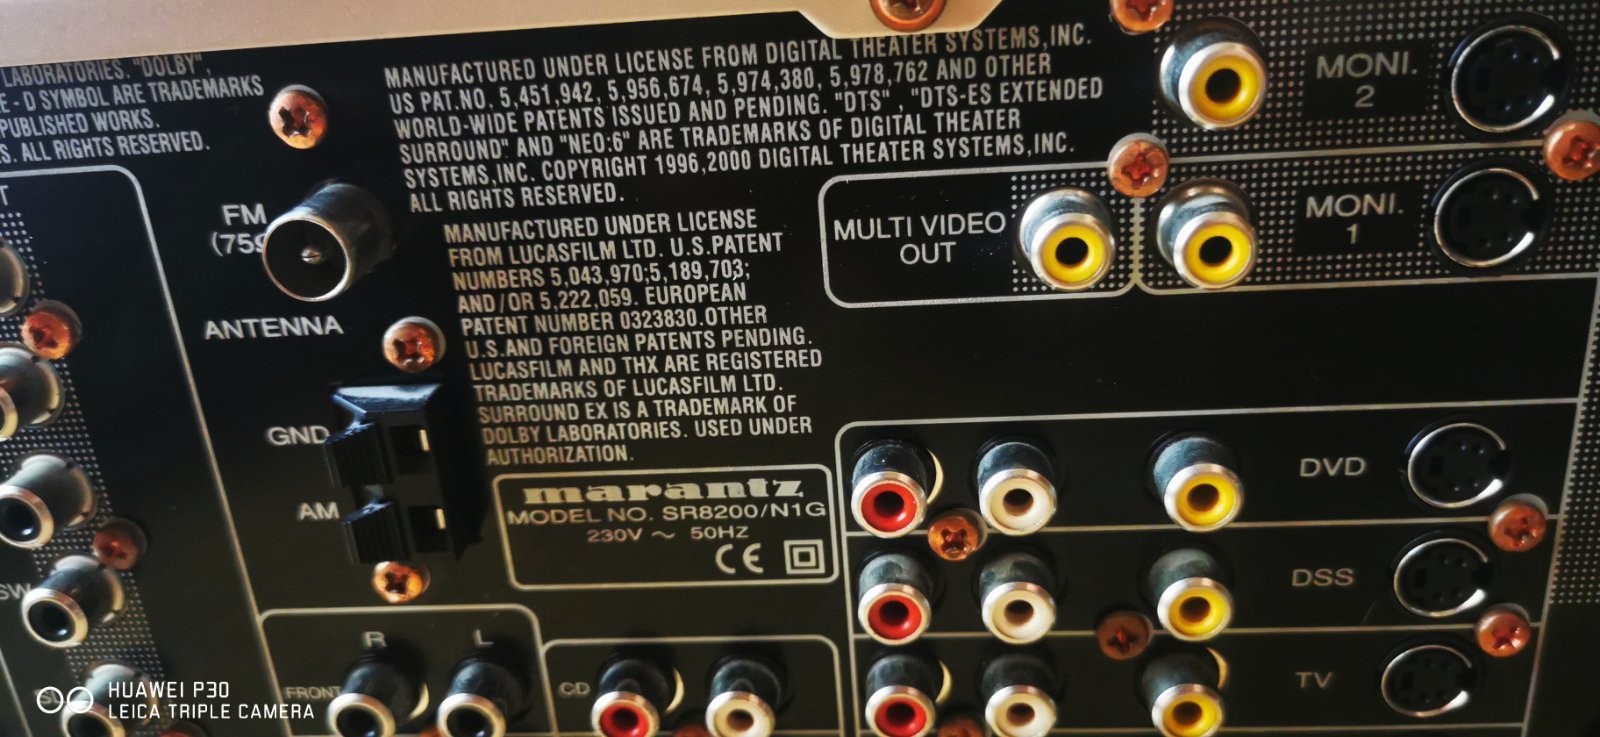 LABORATORIES. "DOLBY",
E-D SYMBOL ARE TRADEMARKS
PUBLISHED WORKS.
S. ALL RIGHTS RESERVED.
MANUFACTURED UNDER LICENSE FROM DIGITAL THEATER SYSTEMS,INC.
US PAT.NO. 5,451,942, 5,956,674, 5,974,380, 5,978,762 AND OTHER
WORLD-WIDE PATENTS ISSUED AND PENDING. "DTS", "DTS-ES EXTENDED
SURROUND" AND "NEO:6" ARE TRADEMARKS OF DIGITAL THEATER
SYSTEMS,INC. COPYRIGHT 1996,2000 DIGITAL THEATER SYSTEMS,INC.
ALL RIGHTS RESERVED.
MANUFACTURED UNDER LICENSE
FROM LUCASFILM LTD. U.S.PATENT
NUMBERS 5,043,970;5,189,703;
AND/OR 5,222,059. EUROPEAN
PATENT NUMBER 0323830.OTHER
U.S.AND FOREIGN PATENTS PENDING.
LUCASFILM AND THX ARE REGISTERED
TRADEMARKS OF LUCASFILM LTD.
SURROUND EX IS A TRADEMARK OF
DOLBY LABORATORIES. USED UNDER
AUTHORIZATION.
MONI.
2
MULTI VIDEO
OUT
MONI.
1
T
FM
(75Ω
ANTENNA
GND
AM
marantz
MODEL NO. SR8200/N1G
230V ~ 50HZ
CE
DVD
DSS
TV
SW
R L
FRONT
CD
HUAWEI P30
LEICA TRIPLE CAMERA